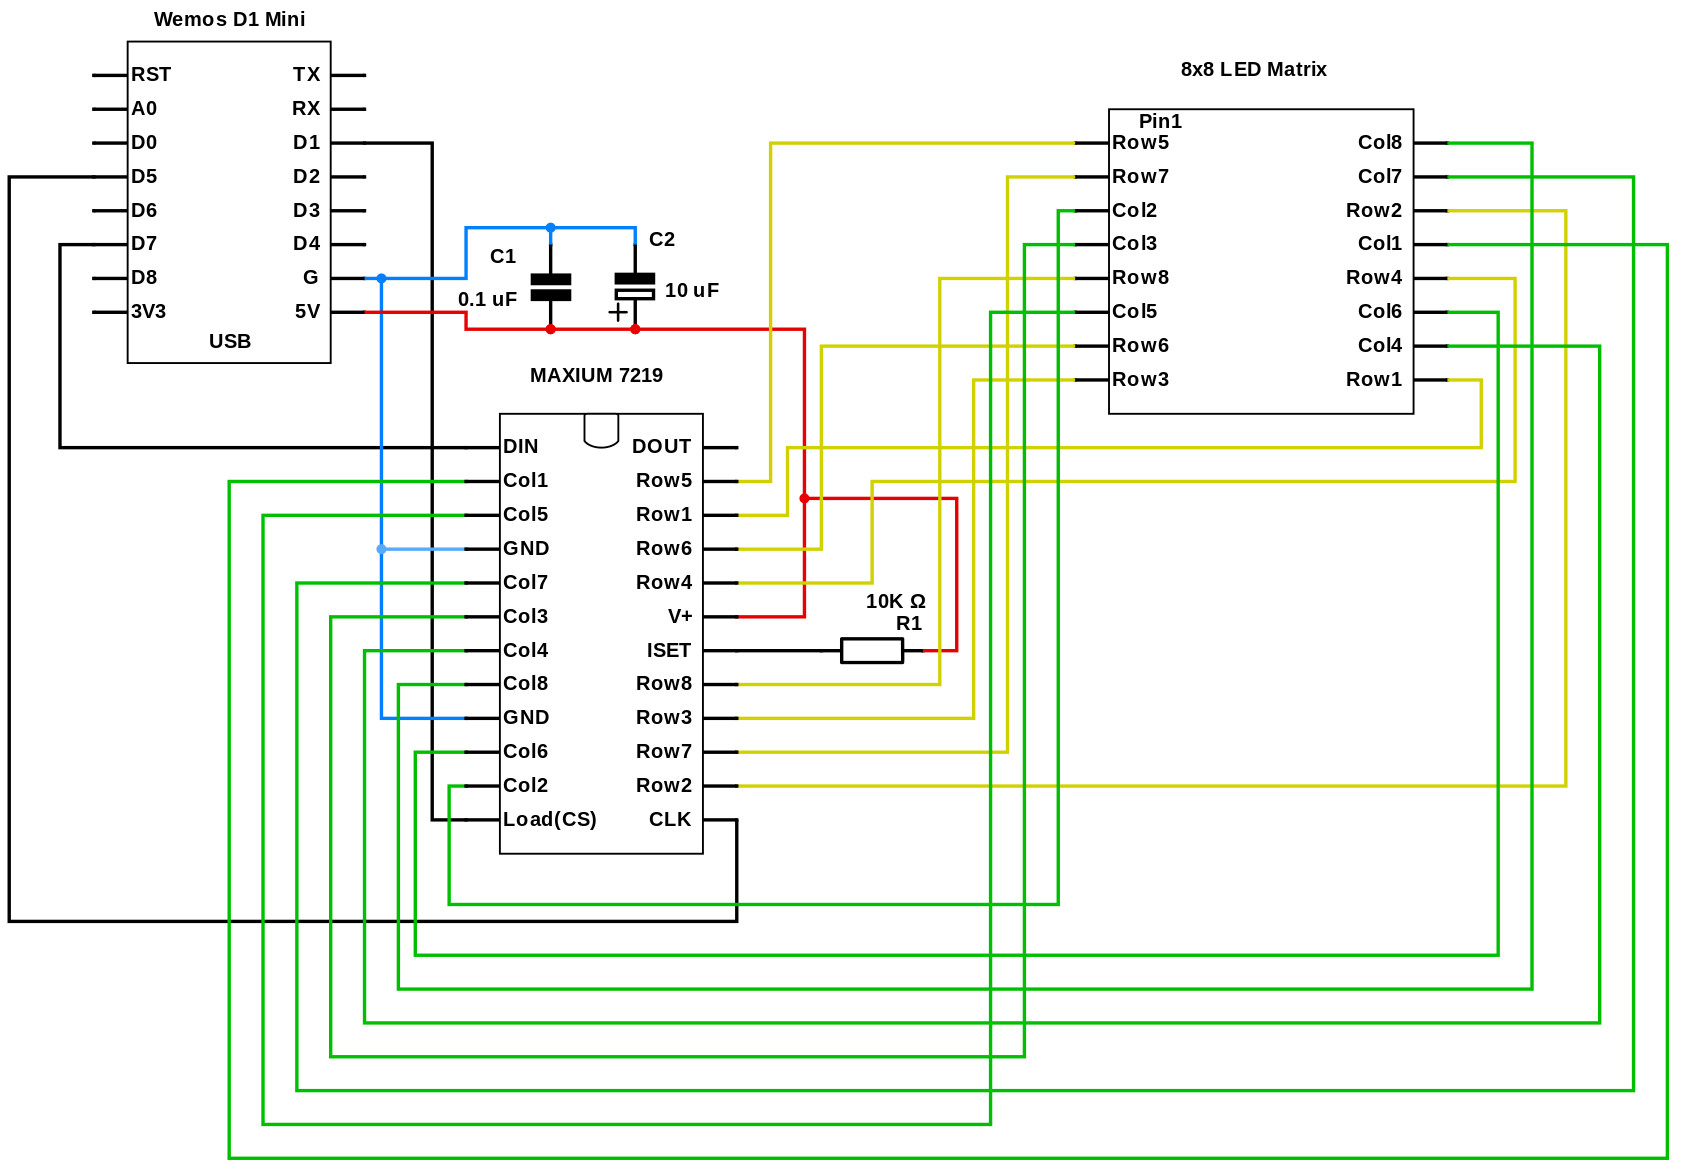 Wemos D1 Mini
RST TX
A0 RX
D0 D1
D5 D2
D6 D3
D7 D4
D8 G
3V3 5V
USB
C1
0.1 uF
C2
10 uF
+
8x8 LED Matrix
Pin1
Row5 Col8
Row7 Col7
Col2 Row2
Col3 Col1
Row8 Row4
Col5 Col6
Row6 Col4
Row3 Row1
MAXIUM 7219
DIN DOUT
Col1 Row5
Col5 Row1
GND Row6
Col7 Row4
Col3 V+
Col4 ISET
Col8 Row8
GND Row3
Col6 Row7
Col2 Row2
Load(CS) CLK
10K Ω
R1